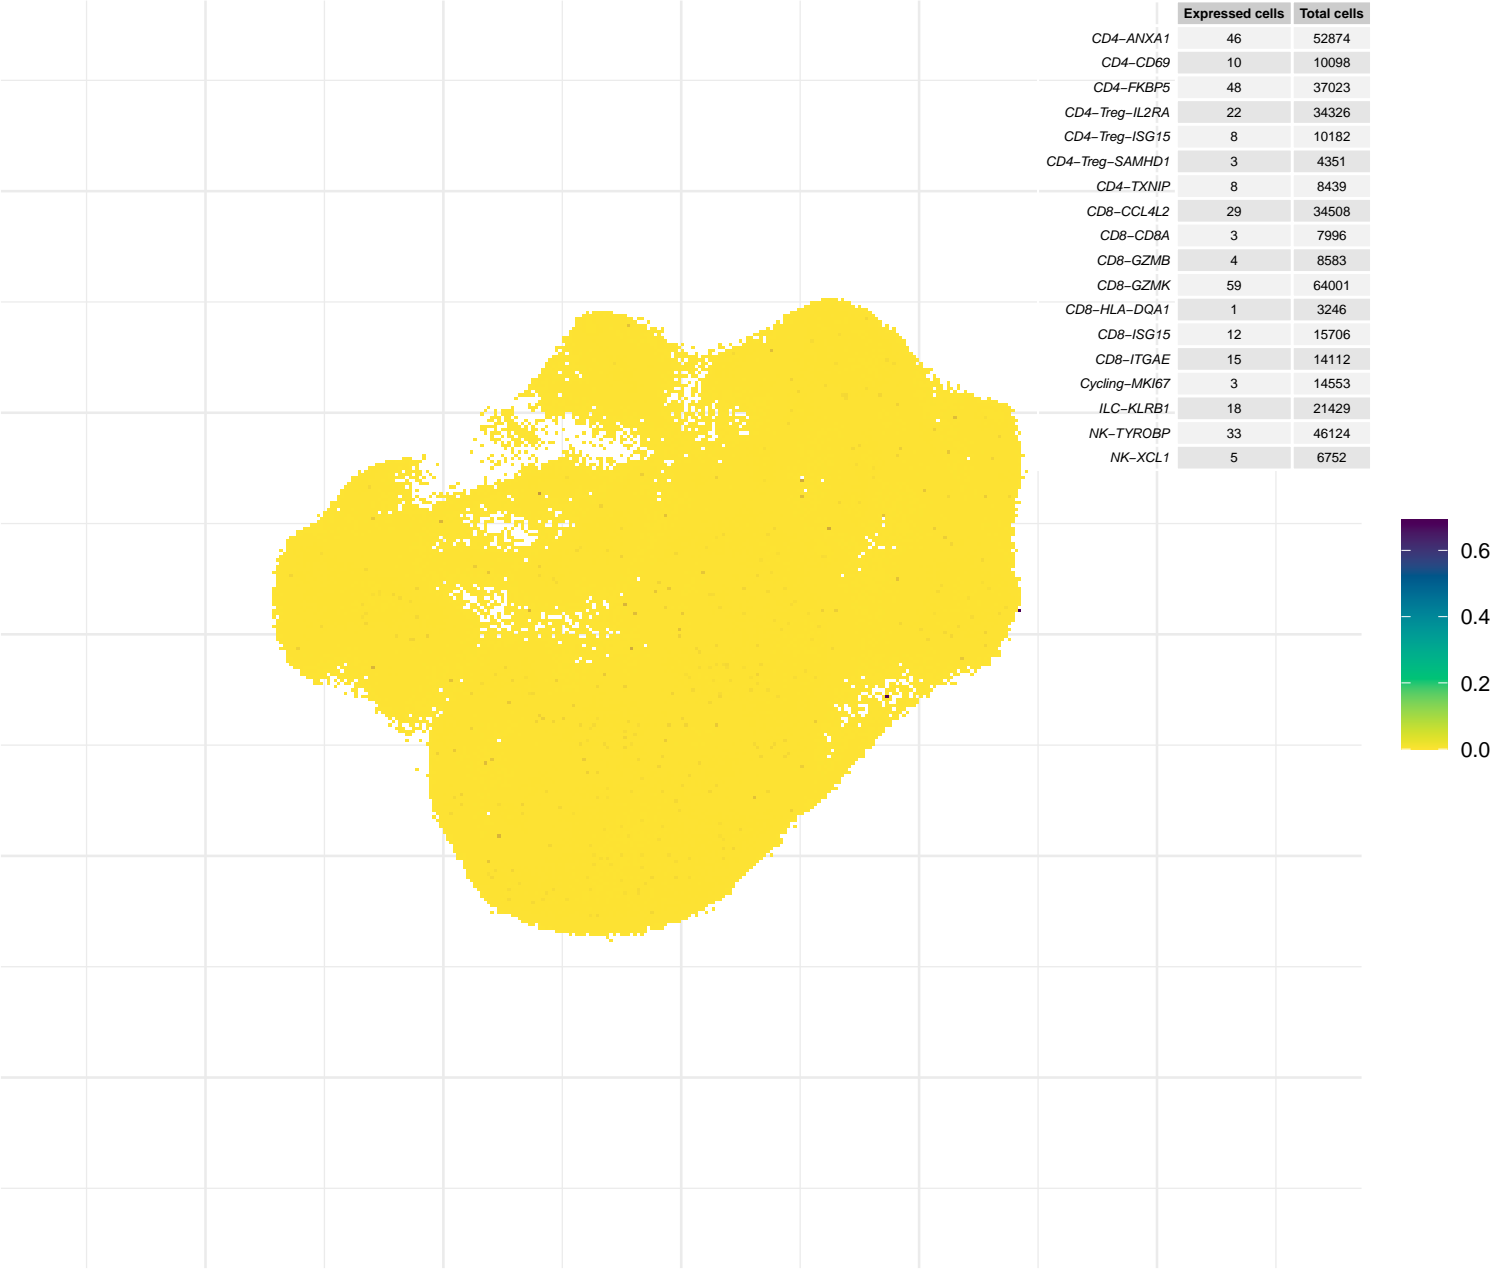 Expressed cells Total cells
CD4−ANXA1 46 52874
CD4−CD69 10 10098
CD4−FKBP5 48 37023
CD4−Treg−IL2RA 22 34326
CD4−Treg−ISG15 8 10182
CD4−Treg−SAMHD1 3 4351
CD4−TXNIP 8 8439
CD8−CCL4L2 29 34508
CD8−CD8A 3 7996
CD8−GZMB 4 8583
CD8−GZMK 59 64001
CD8−HLA−DQA1 1 3246
CD8−ISG15 12 15706
CD8−ITGAE 15 14112
Cycling−MKI67 3 14553
ILC−KLRB1 18 21429
NK−TYROBP 33 46124
NK−XCL1 5 6752
0.6
0.4
0.2
0.0